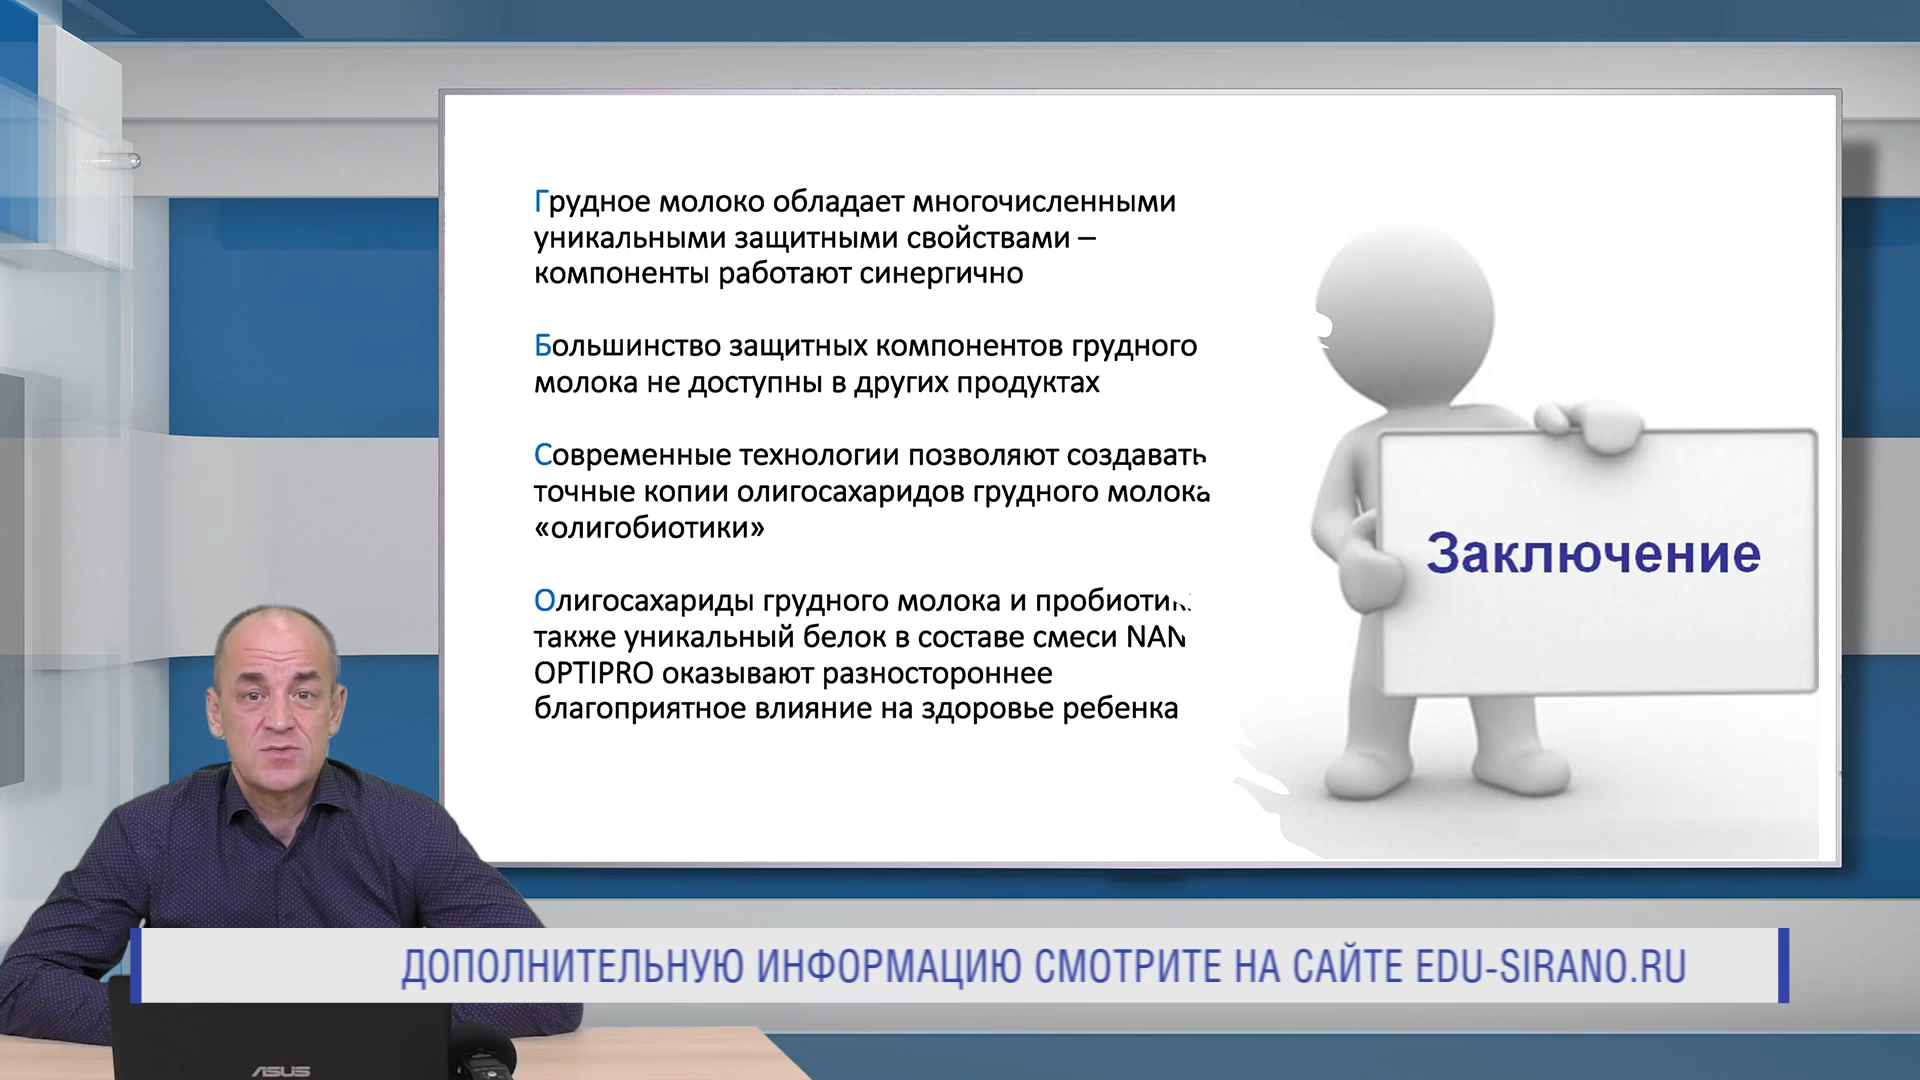 Грудное молоко обладает многочисленными
уникальными защитными свойствами –
компоненты работают синергично
Большинство защитных компонентов грудного
молока не доступны в других продуктах
Современные технологии позволяют создавать
точные копии олигосахаридов грудного молока
«олигобиотики»
Олигосахариды грудного молока и
также уникальный белок в составе смеси NAN
OPTIPRO оказывают разностороннее
благоприятное влияние на здоровье ребенка
Заключение
ДОПОЛНИТЕЛЬНУЮ ИНФОРМАЦИЮ СМОТРИТЕ НА САЙТЕ EDU-SIRANO.RU
ASUS